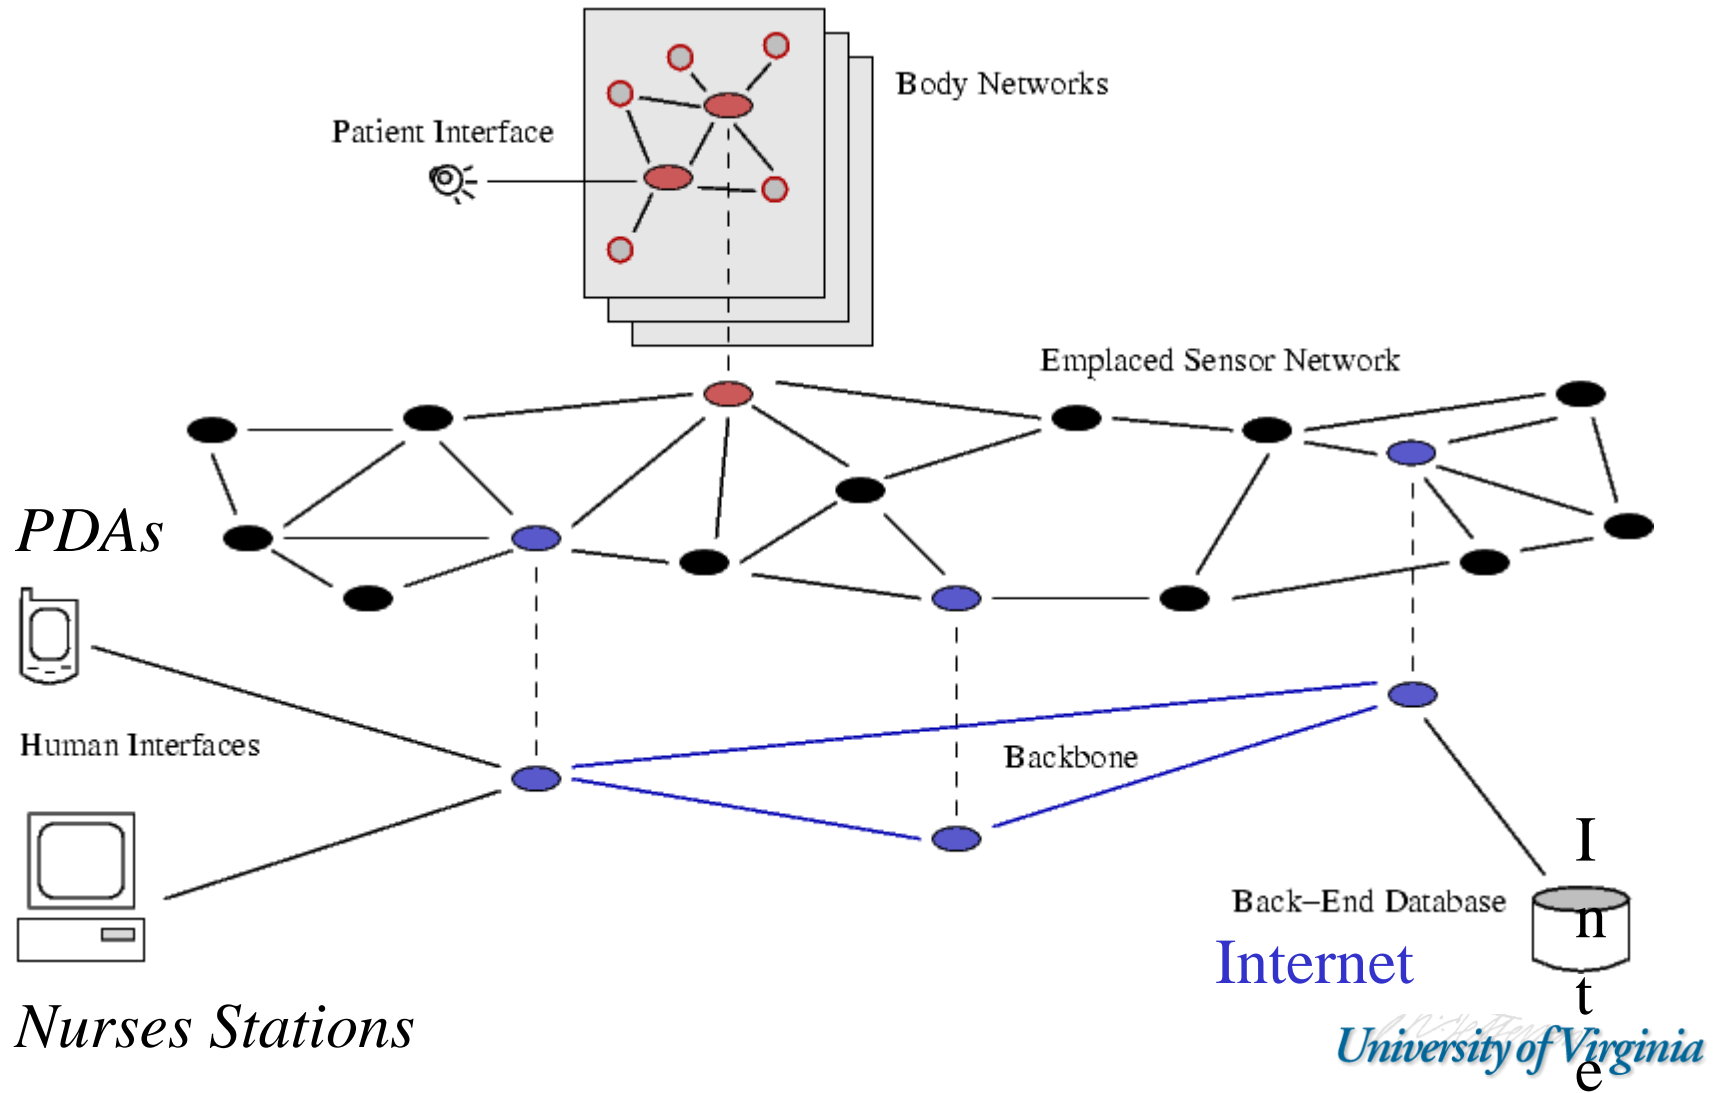 Body Networks
Patient Interface
Emplaced Sensor Network
PDAs
Human Interfaces
Backbone
Back–End Database
Internet
I
n
t
e
Nurses Stations
University of Virginia